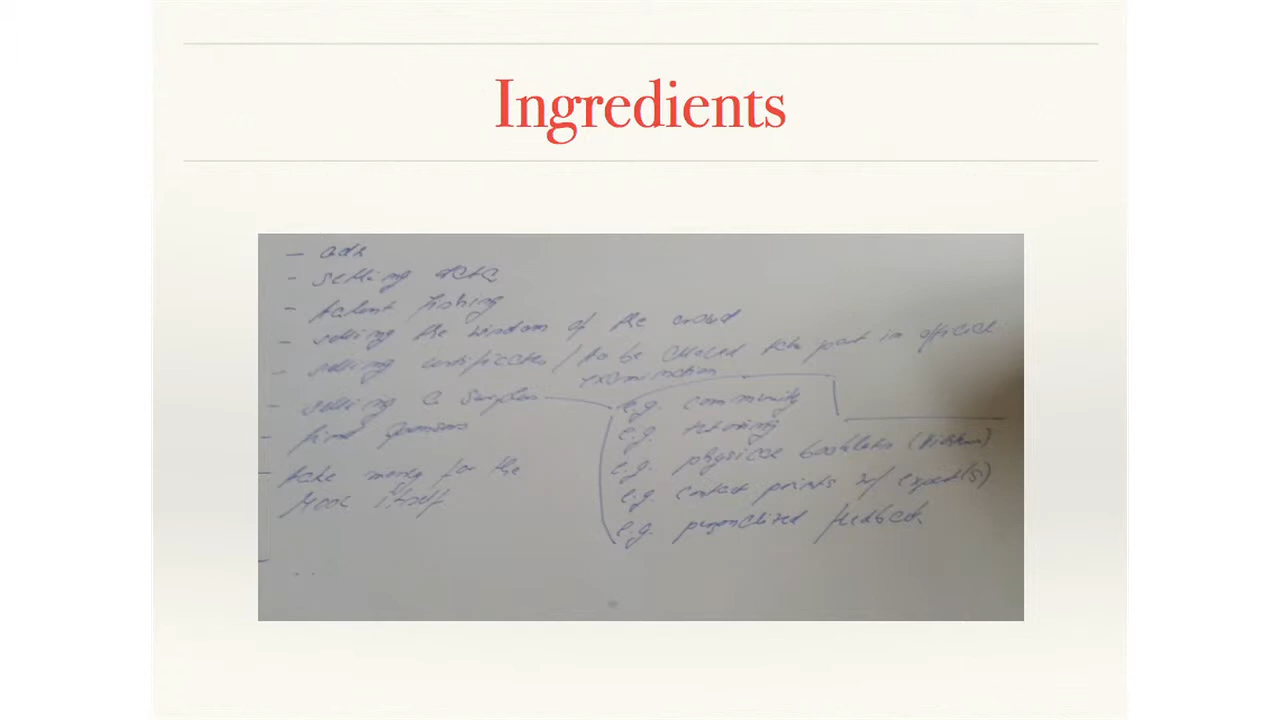 Ingredients
- ads
- selling data
- talent fishing
- selling the wisdom of the crowd
- selling certificates / to be allowed take part in official
examination
- selling a surplus
e.g. community
e.g. tutoring
e.g. physical booklets
e.g. contact points w/ expert(s)
e.g. personalized feedback
- find sponsors
- take money for the
MOOC itself
- ...